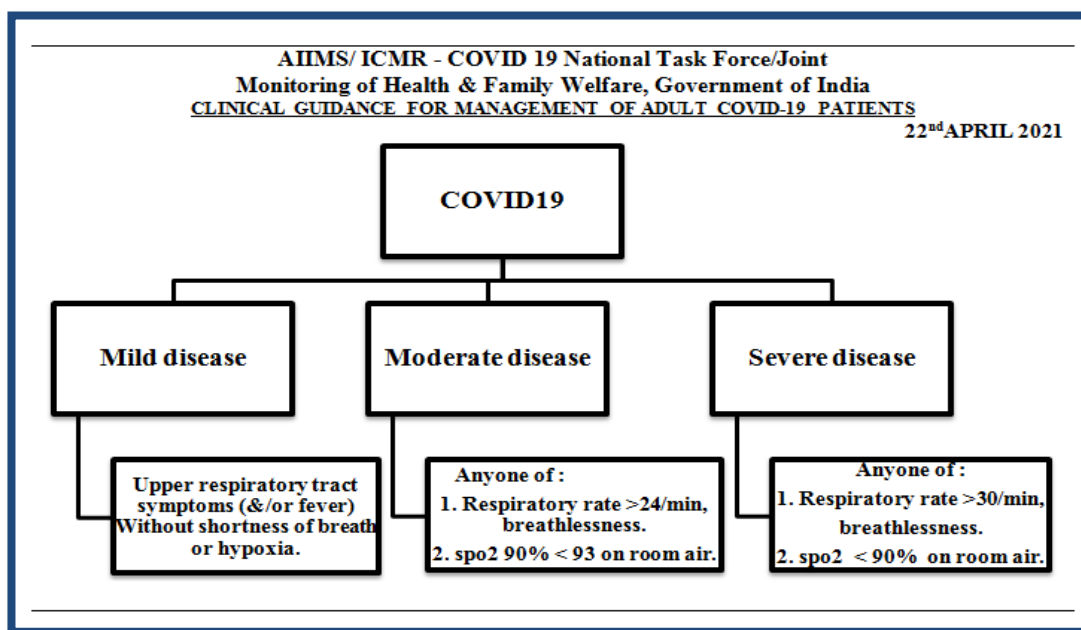 AIIMS/ ICMR - COVID 19 National Task Force/Joint
Monitoring of Health & Family Welfare, Government of India
CLINICAL GUIDANCE FOR MANAGEMENT OF ADULT COVID-19 PATIENTS
22nd APRIL 2021
COVID19
Mild disease
Moderate disease
Severe disease
Upper respiratory tract
symptoms (&/or fever)
Without shortness of breath
or hypoxia.
Anyone of :
1. Respiratory rate >24/min,
breathlessness.
2. spo2 90% < 93 on room air.
Anyone of :
1. Respiratory rate >30/min,
breathlessness.
2. spo2 < 90% on room air.